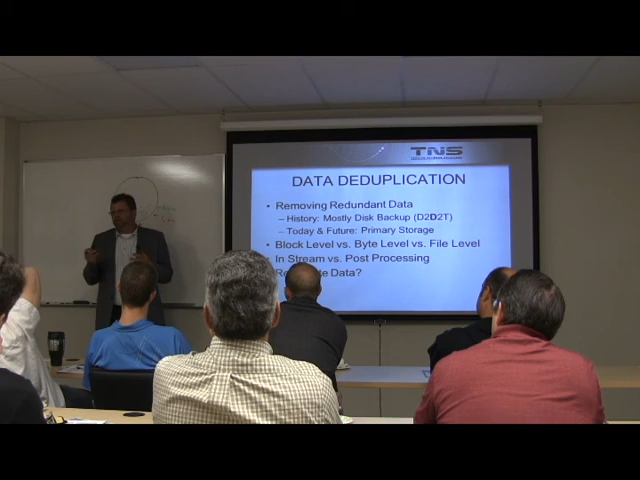 TNS
DATA DEDUPLICATION
• Removing Redundant Data
– History: Mostly Disk Backup (D2D2T)
– Today & Future: Primary Storage
• Block Level vs. Byte Level vs. File Level
In Stream vs. Post Processing
Data?